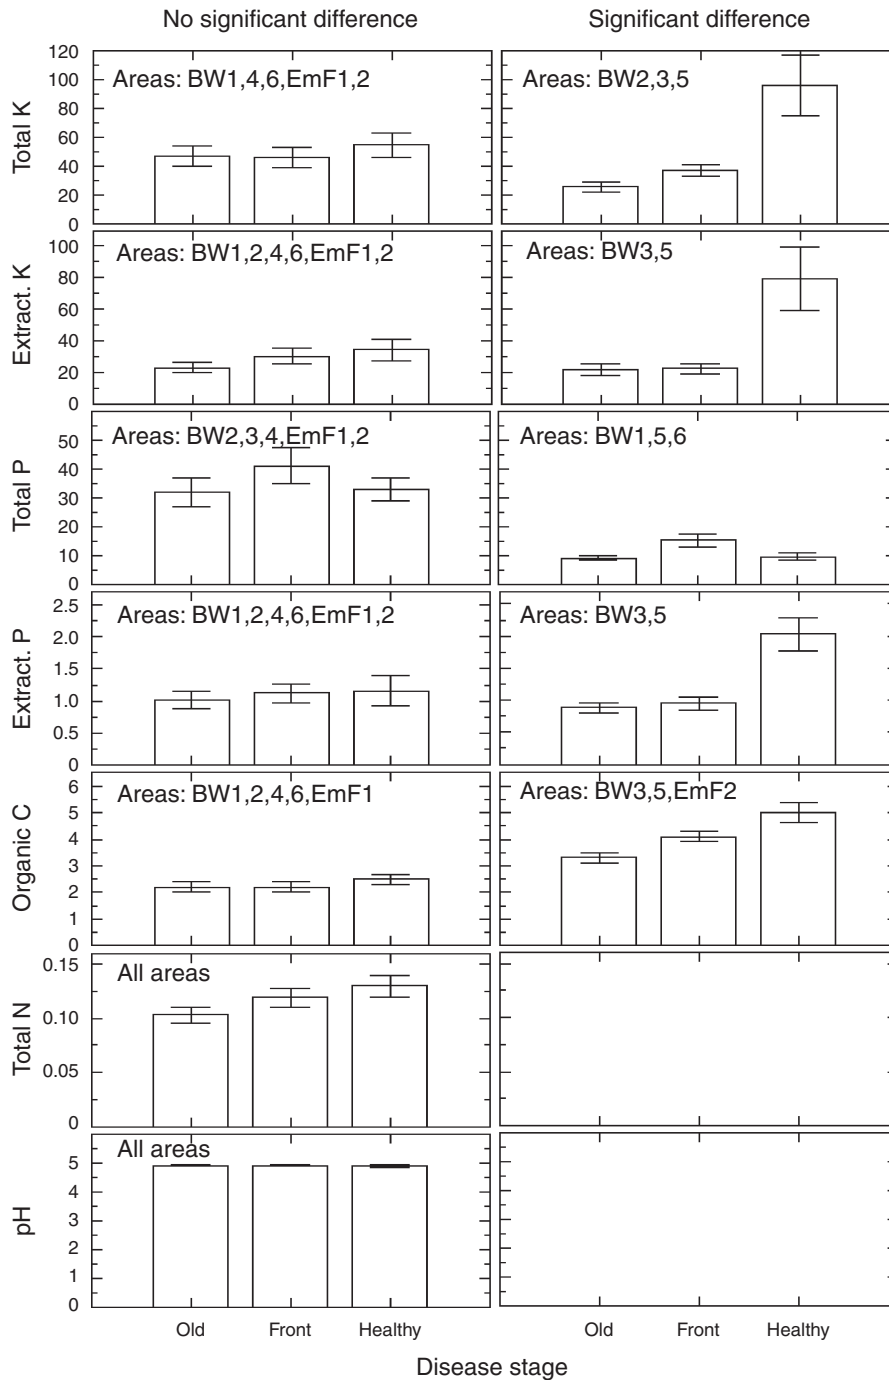 No significant difference
Significant difference
Total K
120
100
80
60
40
20
0
Areas: BW1,4,6,EmF1,2
Areas: BW2,3,5
Extract. K
100
80
60
40
20
0
Areas: BW1,2,4,6,EmF1,2
Areas: BW3,5
Total P
50
40
30
20
10
0
Areas: BW2,3,4,EmF1,2
Areas: BW1,5,6
Extract. P
2.5
2.0
1.5
1.0
0.5
0
Areas: BW1,2,4,6,EmF1,2
Areas: BW3,5
Organic C
6
5
4
3
2
1
0
Areas: BW1,2,4,6,EmF1
Areas: BW3,5,EmF2
Total N
0.15
0.10
0.05
0
All areas
pH
5
4
3
2
1
0
All areas
Old Front Healthy
Old Front Healthy
Disease stage